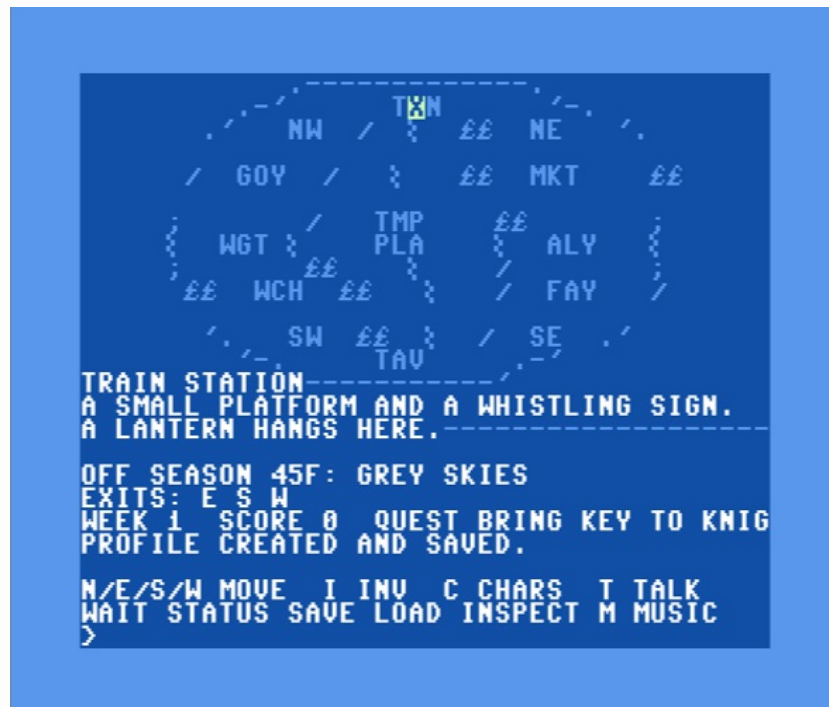 TXN
NW / ££ NE
/ GOY / ££ MKT ££
/ TMP ££
WGT PLA ALY
££ /
££ WCH ££ / FAY /
SW ££ / SE
TAV
TRAIN STATION
A SMALL PLATFORM AND A WHISTLING SIGN.
A LANTERN HANGS HERE.
OFF SEASON 45F: GREY SKIES
EXITS: E S W
WEEK 1 SCORE 0 QUEST BRING KEY TO KNIG
PROFILE CREATED AND SAVED.
N/E/S/W MOVE I INV C CHARS T TALK
WAIT STATUS SAVE LOAD INSPECT M MUSIC
>